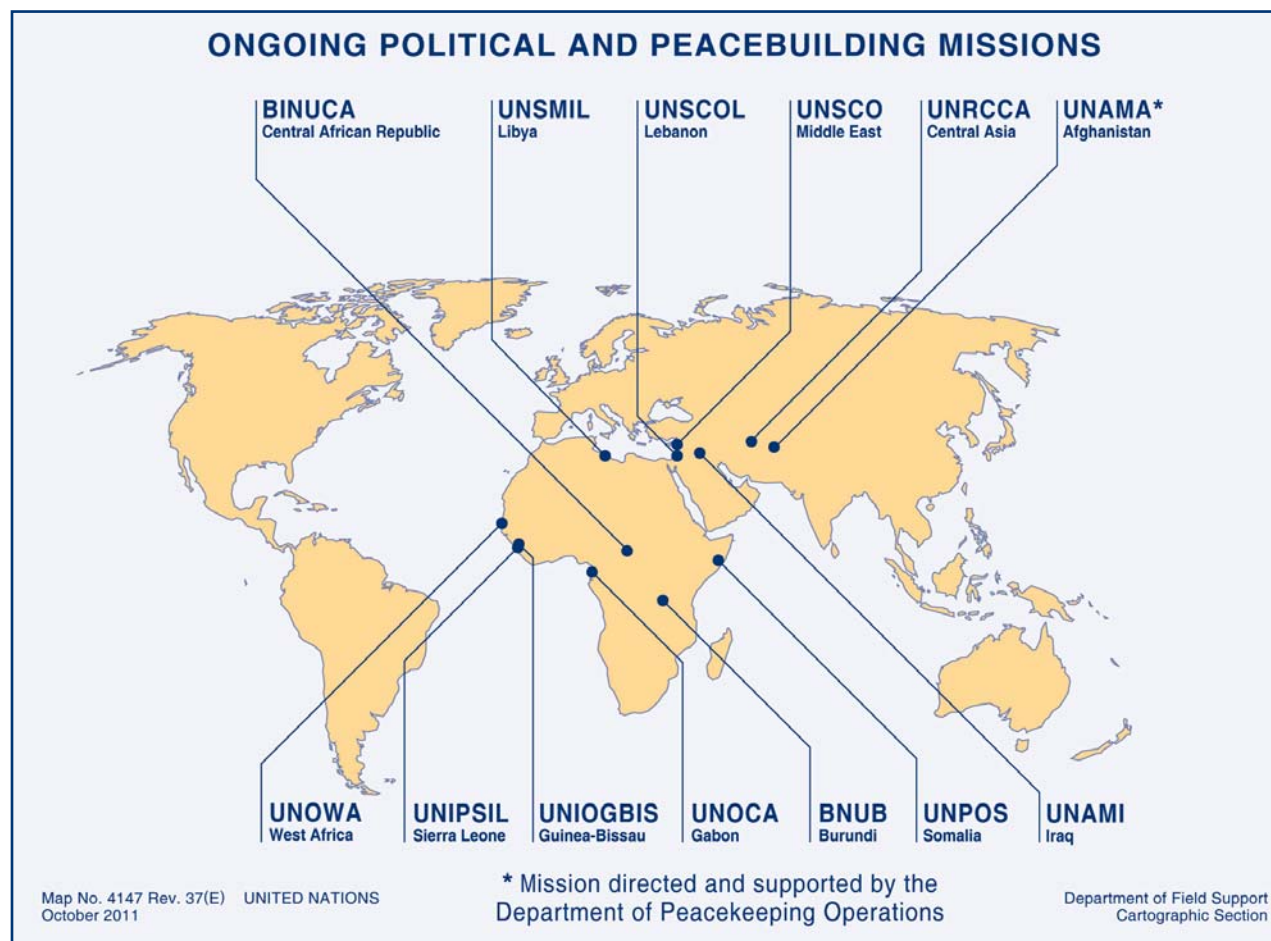 ONGOING POLITICAL AND PEACEBUILDING MISSIONS
BINUCA
Central African Republic
UNSMIL
Libya
UNSCOL
Lebanon
UNSCO
Middle East
UNRCCA
Central Asia
UNAMA*
Afghanistan
UNOWA
West Africa
UNIPSIL
Sierra Leone
UNIOGBIS
Guinea-Bissau
UNOCA
Gabon
BNUB
Burundi
UNPOS
Somalia
UNAMI
Iraq
Map No. 4147 Rev. 37(E) UNITED NATIONS
October 2011
* Mission directed and supported by the
Department of Peacekeeping Operations
Department of Field Support
Cartographic Section